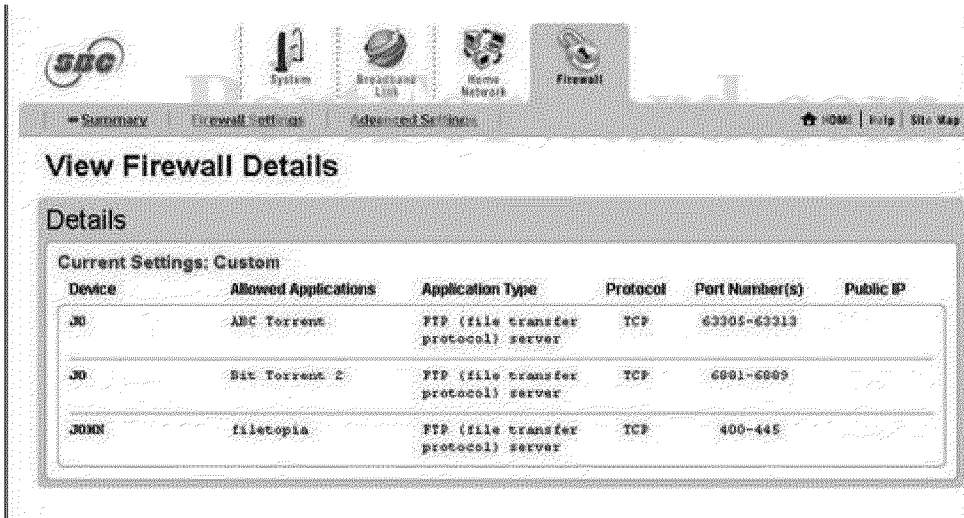 SBC
System
Broadband Link
Home Network
Firewall
Summary
Firewall Settings
Advanced Settings
HOME | Help | Site Map
View Firewall Details
Details
Current Settings: Custom
Device Allowed Applications Application Type Protocol Port Number(s) Public IP
JO ABC Torrent FTP (file transfer protocol) server TCP 63305-63313
JO Bit Torrent 2 FTP (file transfer protocol) server TCP 6881-6889
filetopia FTP (file transfer protocol) server TCP 400-445